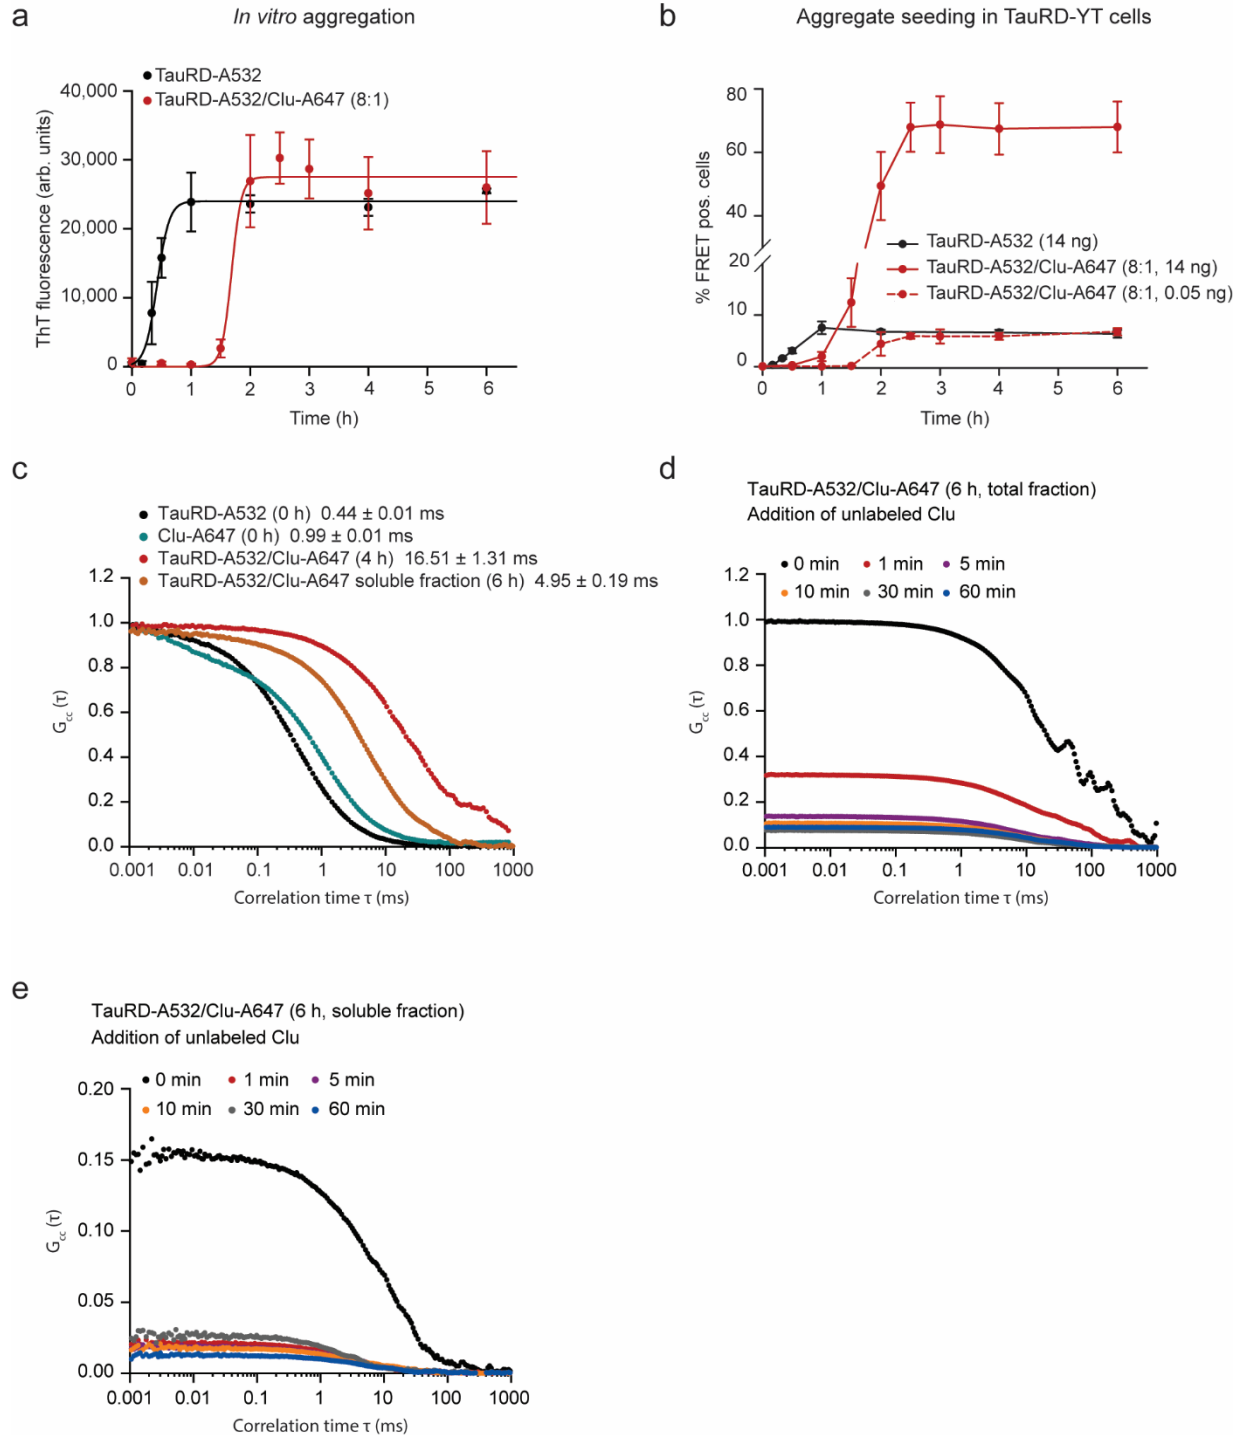 a
In vitro aggregation
TauRD-A532
TauRD-A532/Clu-A647 (8:1)
40,000
30,000
20,000
10,000
0
ThT fluorescence (arb. units)
0 1 2 3 4 5 6
Time (h)
b
Aggregate seeding in TauRD-YT cells
80
60
40
20
10
0
% FRET pos. cells
TauRD-A532 (14 ng)
TauRD-A532/Clu-A647 (8:1, 14 ng)
TauRD-A532/Clu-A647 (8:1, 0.05 ng)
0 1 2 3 4 5 6
Time (h)
c
TauRD-A532 (0 h) 0.44 ± 0.01 ms
Clu-A647 (0 h) 0.99 ± 0.01 ms
TauRD-A532/Clu-A647 (4 h) 16.51 ± 1.31 ms
TauRD-A532/Clu-A647 soluble fraction (6 h) 4.95 ± 0.19 ms
1.2
1.0
0.8
0.6
0.4
0.2
0.0
Gcc (τ)
0.001 0.01 0.1 1 10 100 1000
Correlation time τ (ms)
d
TauRD-A532/Clu-A647 (6 h, total fraction)
Addition of unlabeled Clu
0 min 1 min 5 min
10 min 30 min 60 min
1.2
1.0
0.8
0.6
0.4
0.2
0.0
Gcc (τ)
0.001 0.01 0.1 1 10 100 1000
Correlation time τ (ms)
e
TauRD-A532/Clu-A647 (6 h, soluble fraction)
Addition of unlabeled Clu
0 min 1 min 5 min
10 min 30 min 60 min
0.20
0.15
0.10
0.05
0.00
Gcc (τ)
0.001 0.01 0.1 1 10 100 1000
Correlation time τ (ms)